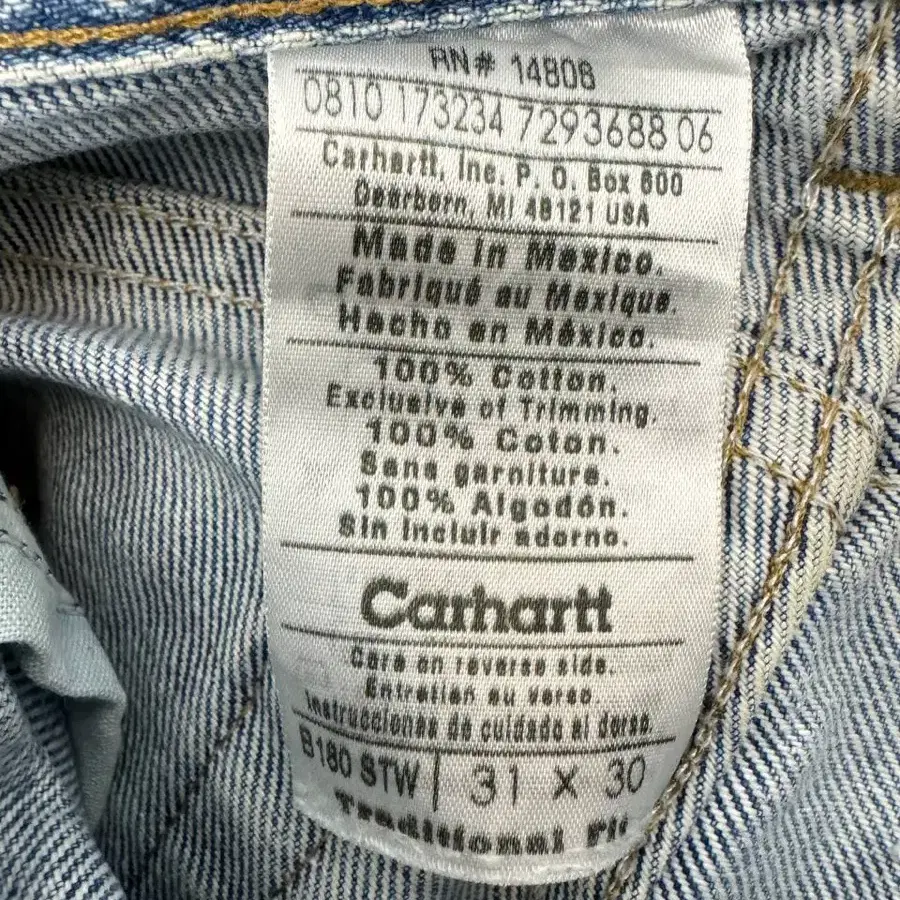 RN# 14806
0810 173234 7293688 06
Carhartt, Inc. P. O. Box 600
Dearborn, MI 48121 USA
Made in Mexico.
Fabriqué au Mexique.
Hecho en México.
100% Cotton.
Exclusive of Trimming.
100% Coton.
Sans garniture.
100% Algodón.
Sin incluir adorno.
Carhartt
Care on reverse side.
Entretien au verso
Instrucciones de cuidado al dorso
B180 STW 31 X 30
Traditional Fit